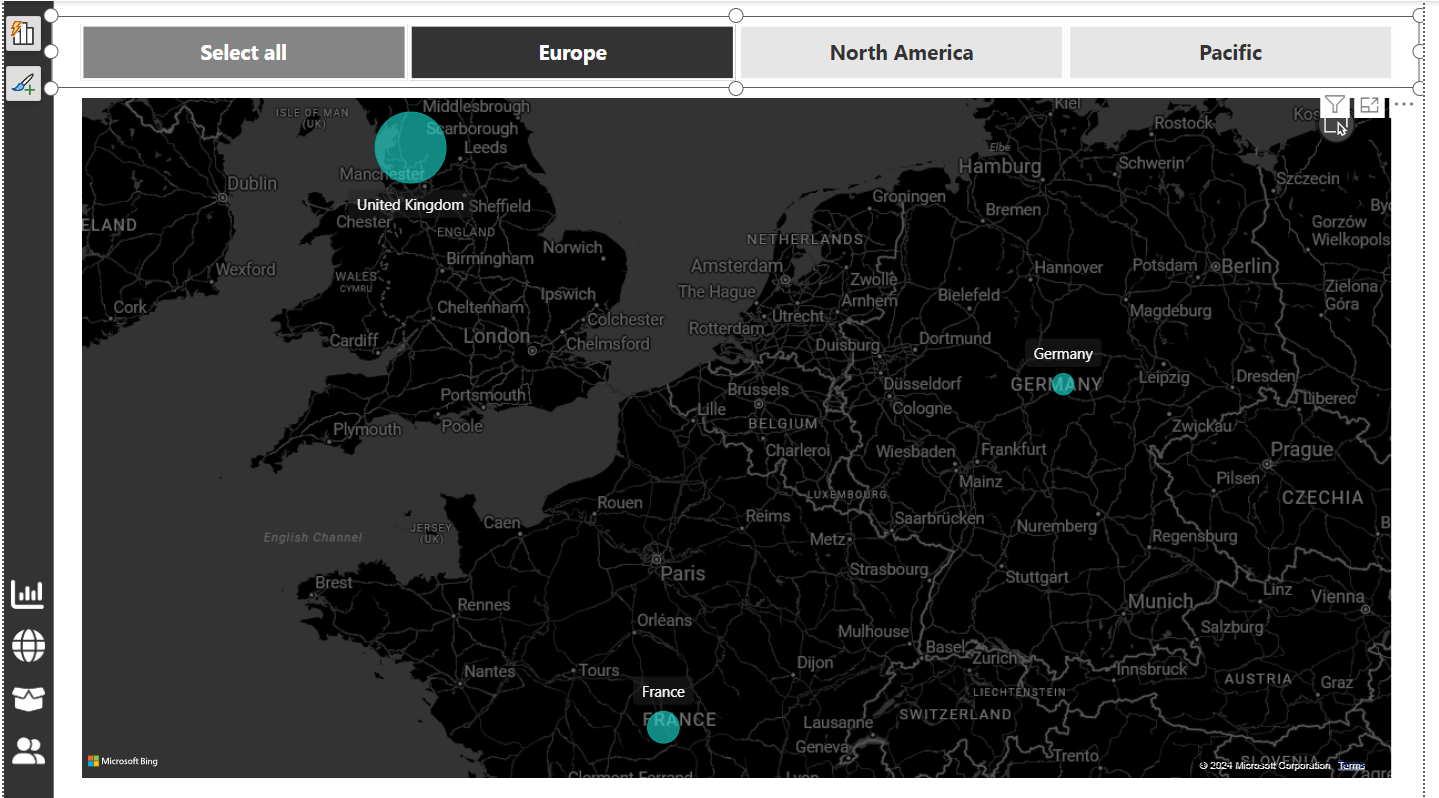 Select all
Europe
North America
Pacific
ISLE OF MAN
(UK)
Middlesbrough
Scarborough
Leeds
Manchester
Dublin
United Kingdom
Sheffield
Chester
ENGLAND
ELAND
Norwich
Birmingham
Wexford
WALES
CYMRU
Cork
Cheltenham
Ipswich
Colchester
Cardiff
London
Chelmsford
Portsmouth
Plymouth
Poole
Kiel
Rostock
Kos
Elbe
Hamburg
Schwerin
Szczecin
Groningen
Bremen
By
Gorzów
Wielkopols
NETHERLANDS
Amsterdam
Hannover
Potsdam
Berlin
Zwolle
The Hague
Arnhem
Bielefeld
Zielona
Góra
Utrecht
Magdeburg
Rotterdam
Duisburg
Dortmund
Germany
GERMANY
Leipzig
Dresden
Brussels
Düsseldorf
Liberec
Lille
Cologne
BELGIUM
Zwickau
Charleroi
Wiesbaden
Frankfurt
Prague
Mainz
Pilsen
LUXEMBOURG
CZECHIA
Rouen
Reims
Saarbrücken
Nuremberg
B
Caen
JERSEY
(UK)
English Channel
Metz
Regensburg
Paris
Strasbourg
Stuttgart
Brest
Linz
Vienna
Rennes
Munich
Orléans
Mulhouse
Salzburg
Basel
Zurich
Nantes
Tours
Dijon
Innsbruck
AUSTRIA
Graz
France
LIECHTENSTEIN
FRANCE
Lausanne
SWITZERLAND
Geneva
Trento
SLOVENIA
Clermont Ferrand
Lyon
Zagre
Microsoft Bing
© 2024 Microsoft Corporation
Terms